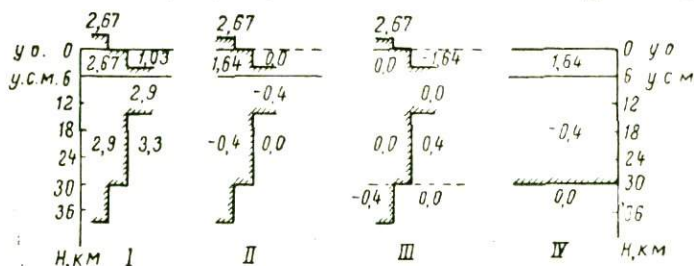 2,67 2,67 2,67
у о. 0 0 у о
2,67 1,03 1,64 0,0 0,0 -1,64 1,64
у.с.м. 6 6 у с м
2,9 -0,4 0,0
12 12
18 18
2,9 3,3 -0,4 0,0 0,0 0,4 -0,4
24 24
30 30
-0,4 0,0 0,0
36 36
Н,км I II III IV Н,км